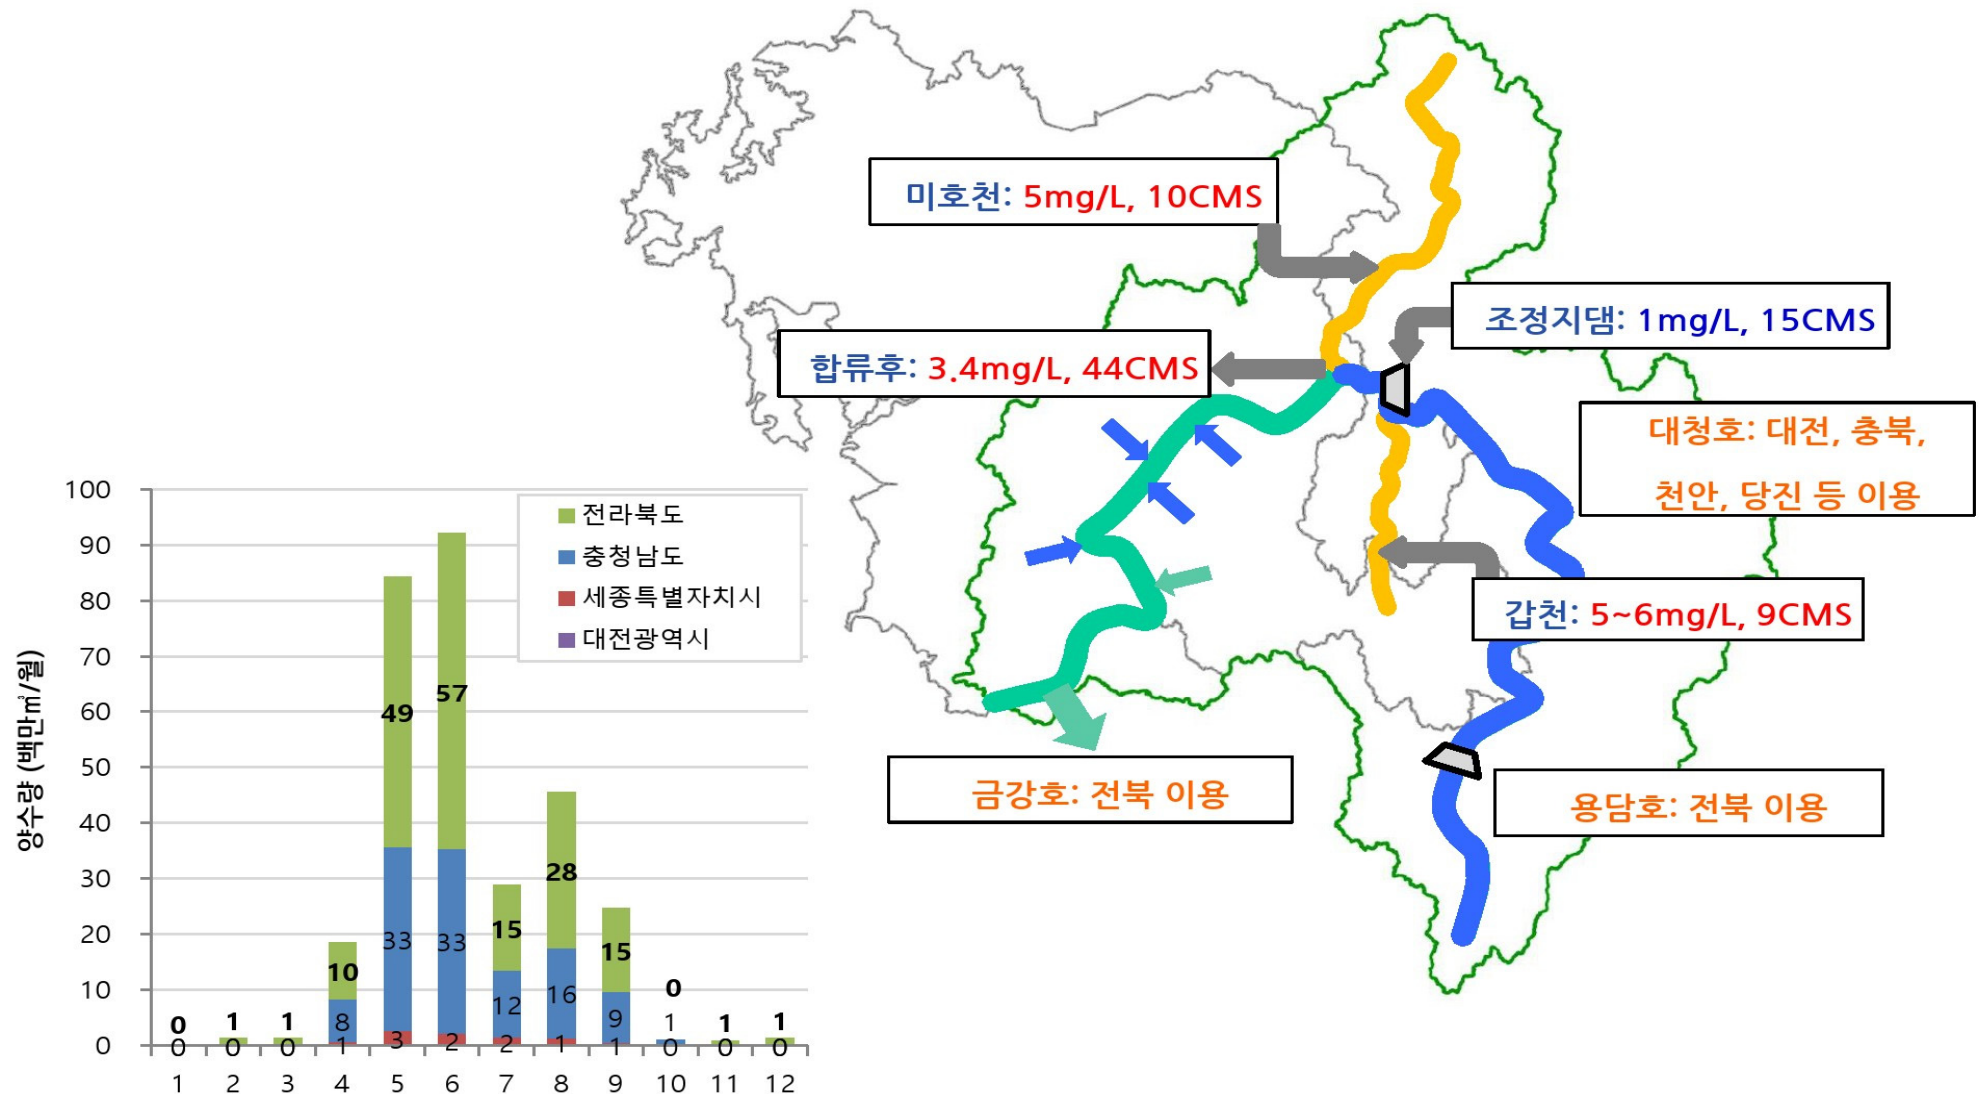 미호천: 5mg/L, 10CMS
조정지댐: 1mg/L, 15CMS
합류후: 3.4mg/L, 44CMS
대청호: 대전, 충북,
천안, 당진 등 이용
갑천: 5~6mg/L, 9CMS
금강호: 전북 이용
용담호: 전북 이용
양수량 (백만㎥/월)
100
90
80
70
60
50
40
30
20
10
0
전라북도
충청남도
세종특별자치시
대전광역시
0 1 1 10 49 57 15 28 15 0 1 1
8 33 33 12 16 9 1
0 0 0 1 3 2 2 1 1 0 0 0
1 2 3 4 5 6 7 8 9 10 11 12